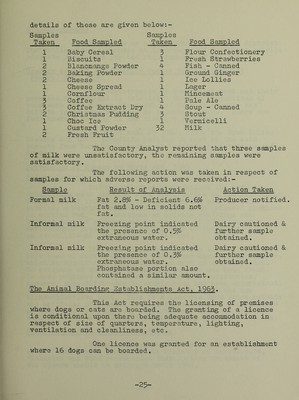 details of these are given below:-
Samples Samples
Taken Food Sampled Taken Food Sampled
1 Baby Cereal 3 Flour Confectionery
1 Biscuits 1 Fresh Strawberries
2 Blancmange Powder 4 Fish - Canned
2 Baking Powder 1 Ground Ginger
2 Cheese 1 Ice Lollies
1 Cheese Spread 1 Lager
1 Cornflour 1 Mincemeat
3 Coffee 1 Pale Ale
3 Coffee Extract Dry 4 Soup - Canned
2 Christmas Pudding 3 Stout
1 Choc Ice 1 Vermicelli
1 Custard Powder 32 Milk
2 Fresh Fruit
The County Analyst reported that three samples
of milk were unsatisfactory, the remaining samples were
satisfactory.
The following action was taken in respect of
samples for which adverse reports were received:-
Sample Result of Analysis Action Taken
Formal milk Fat 2.8% - Deficient 6.6% Producer notified.
fat and low in solids not
fat.
Informal milk Freezing point indicated Dairy cautioned &
the presence of 0.5% further sample
extraneous water. obtained.
Informal milk Freezing point indicated Dairy cautioned &
the presence of 0.5% further sample
extraneous water. obtained.
Phosphatase portion also
contained a similar amount.
The Animal Boarding Establishments Act, 1963.
This Act requires the licensing of premises
where dogs or cats are boarded. The granting of a licence
is conditional upon there being adequate accommodation in
respect of size of quarters, temperature, lighting,
ventilation and cleanliness, etc.
One licence was granted for an establishment
where 16 dogs can be boarded.
-25-